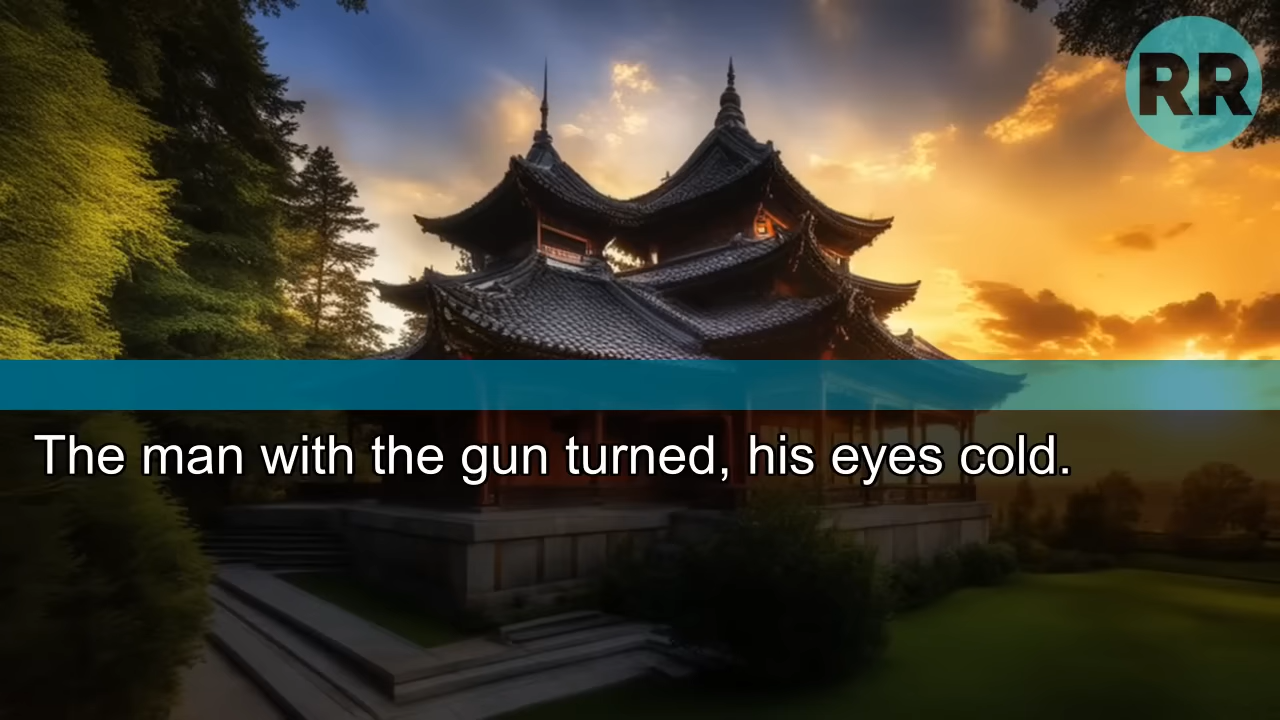 RR
The man with the gun turned, his eyes cold.